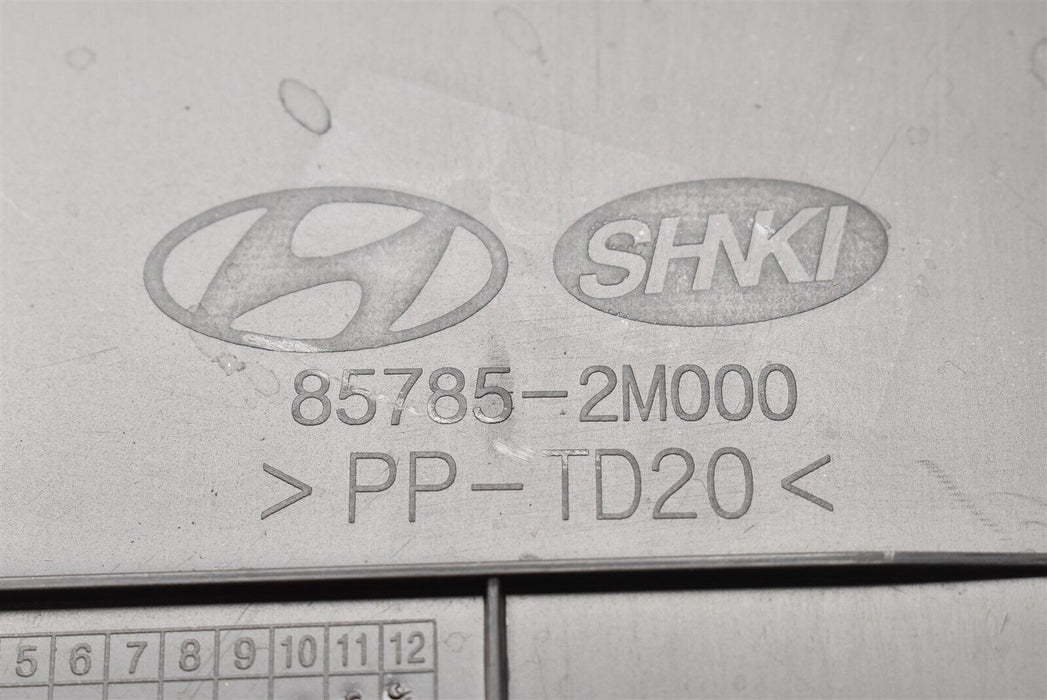 SHNKI
85785-2M000
>PP-TD20<
5 6 7 8 9 10 11 12